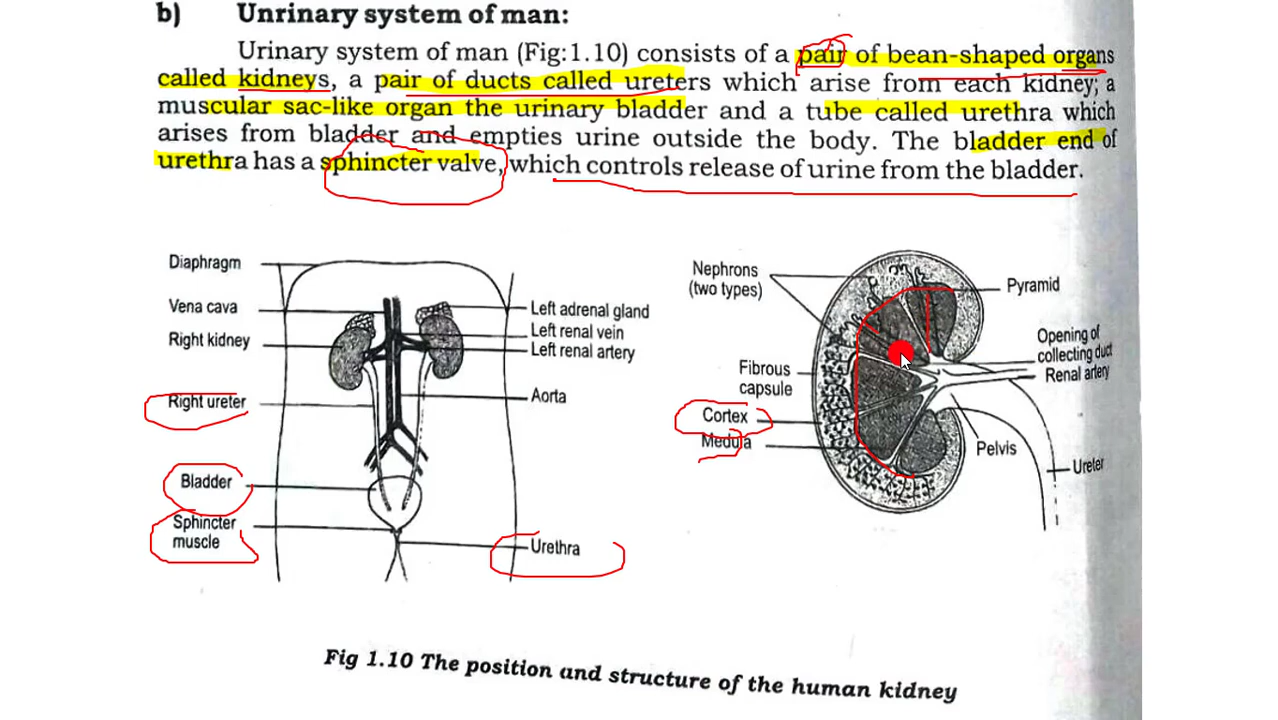 b) Unrinary system of man:
Urinary system of man (Fig:1.10) consists of a pair of bean-shaped organs
called kidneys, a pair of ducts called ureters which arise from each kidney; a
muscular sac-like organ the urinary bladder and a tube called urethra which
arises from bladder and empties urine outside the body. The bladder end of
urethra has a sphincter valve, which controls release of urine from the bladder.
Diaphragm
Vena cava
Right kidney
Right ureter
Bladder
Sphincter
muscle
Left adrenal gland
Left renal vein
Left renal artery
Aorta
Urethra
Nephrons
(two types)
Fibrous
capsule
Cortex
Medula
Pyramid
Opening of
collecting duct
Renal artery
Pelvis
Ureter
Fig 1.10 The position and structure of the human kidney